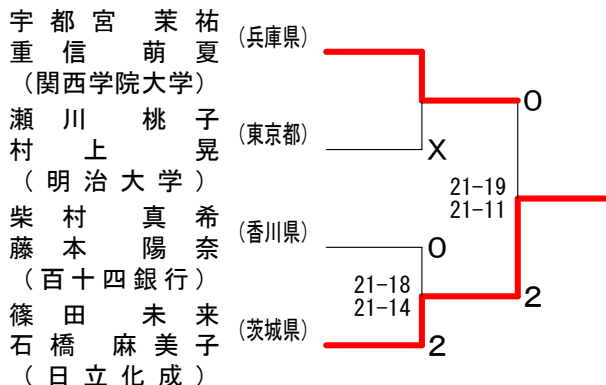 宇都宮 茉祐
重信 萌夏
(兵庫県)
(関西学院大学)
0
瀬川 桃子
村上 晃
(東京都)
X
(明治大学)
21-19
21-11
柴村 真希
藤本 陽奈
(香川県)
0
(百十四銀行)
21-18
21-14
2
篠田 未来
石橋 麻美子
(茨城県)
2
(日立化成)